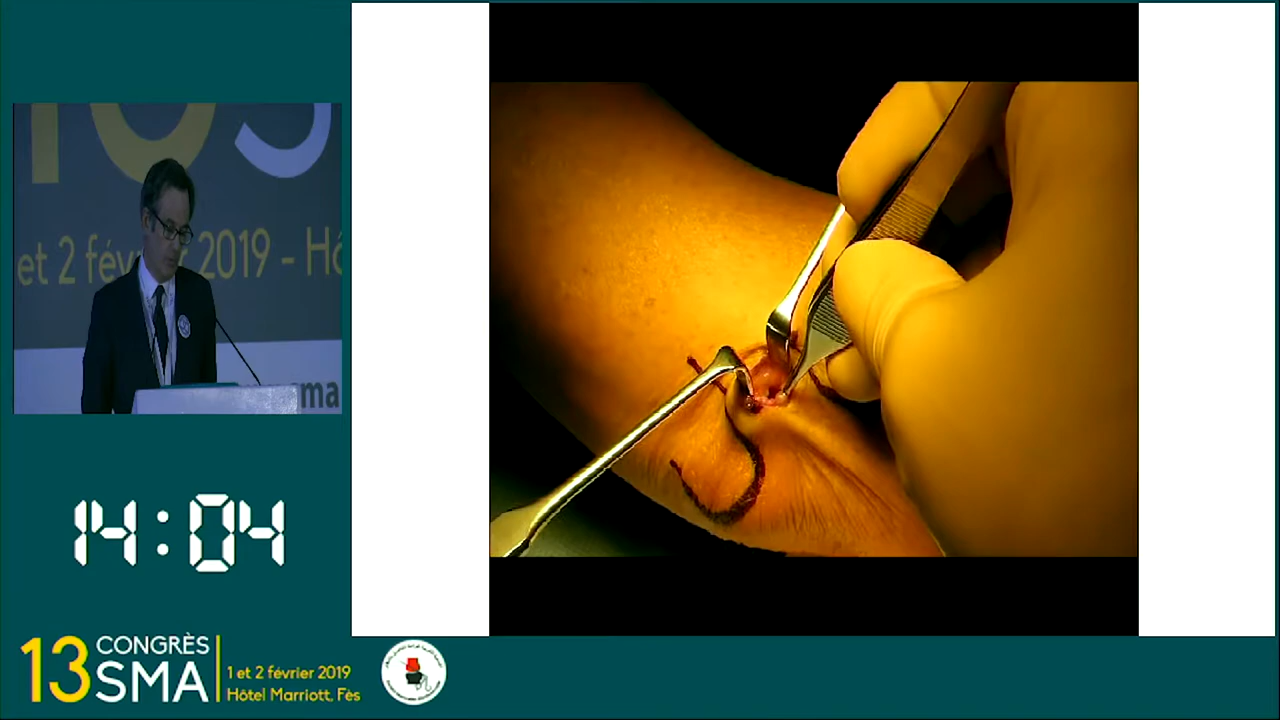 et 2 février 2019 - Hô
ma
14:04
13 CONGRÈS
SMA
1 et 2 février 2019
Hôtel Marriott, Fès